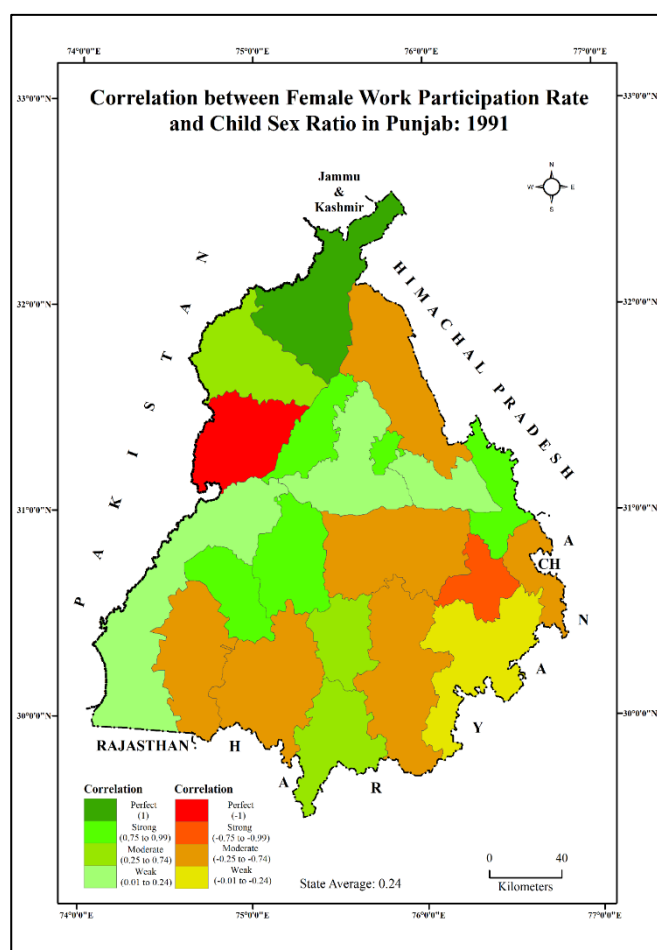 74°0'0"E
75°0'0"E
76°0'0"E
77°0'0"E
33°0'0"N
33°0'0"N
Correlation between Female Work Participation Rate
and Child Sex Ratio in Punjab: 1991
Jammu
&
Kashmir
N
W
E
S
PAKISTAN
HIMACHAL PRADESH
32°0'0"N
32°0'0"N
31°0'0"N
31°0'0"N
CH
30°0'0"N
30°0'0"N
RAJASTHAN
HARYANA
Correlation
Perfect
(1)
Strong
(0.75 to 0.99)
Moderate
(0.25 to 0.74)
Weak
(0.01 to 0.24)
Correlation
Perfect
(-1)
Strong
(-0.75 to -0.99)
Moderate
(-0.25 to -0.74)
Weak
(-0.01 to -0.24)
State Average: 0.24
0 40
Kilometers
74°0'0"E
75°0'0"E
76°0'0"E
77°0'0"E